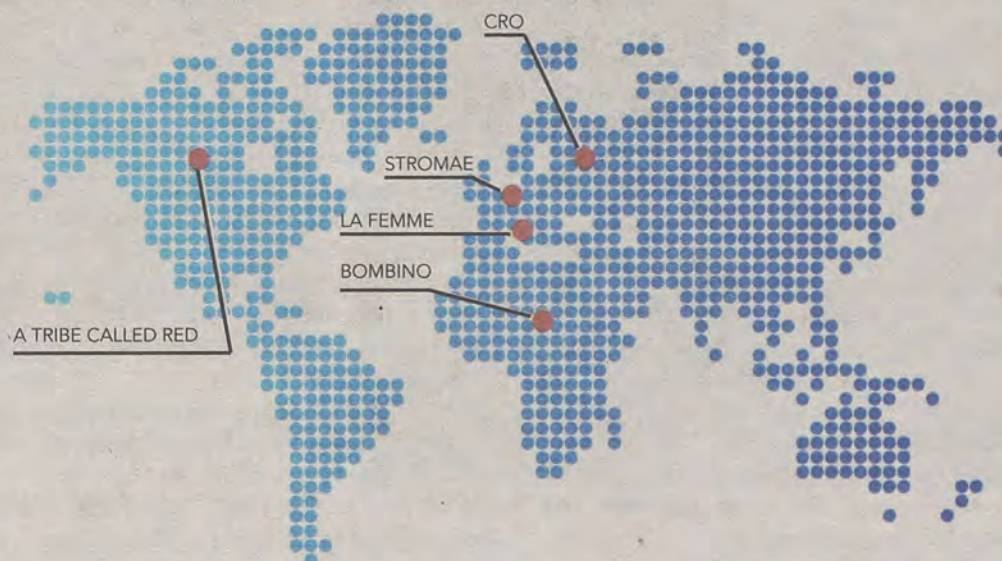 CRO
STROMAE
LA FEMME
BOMBINO
A TRIBE CALLED RED